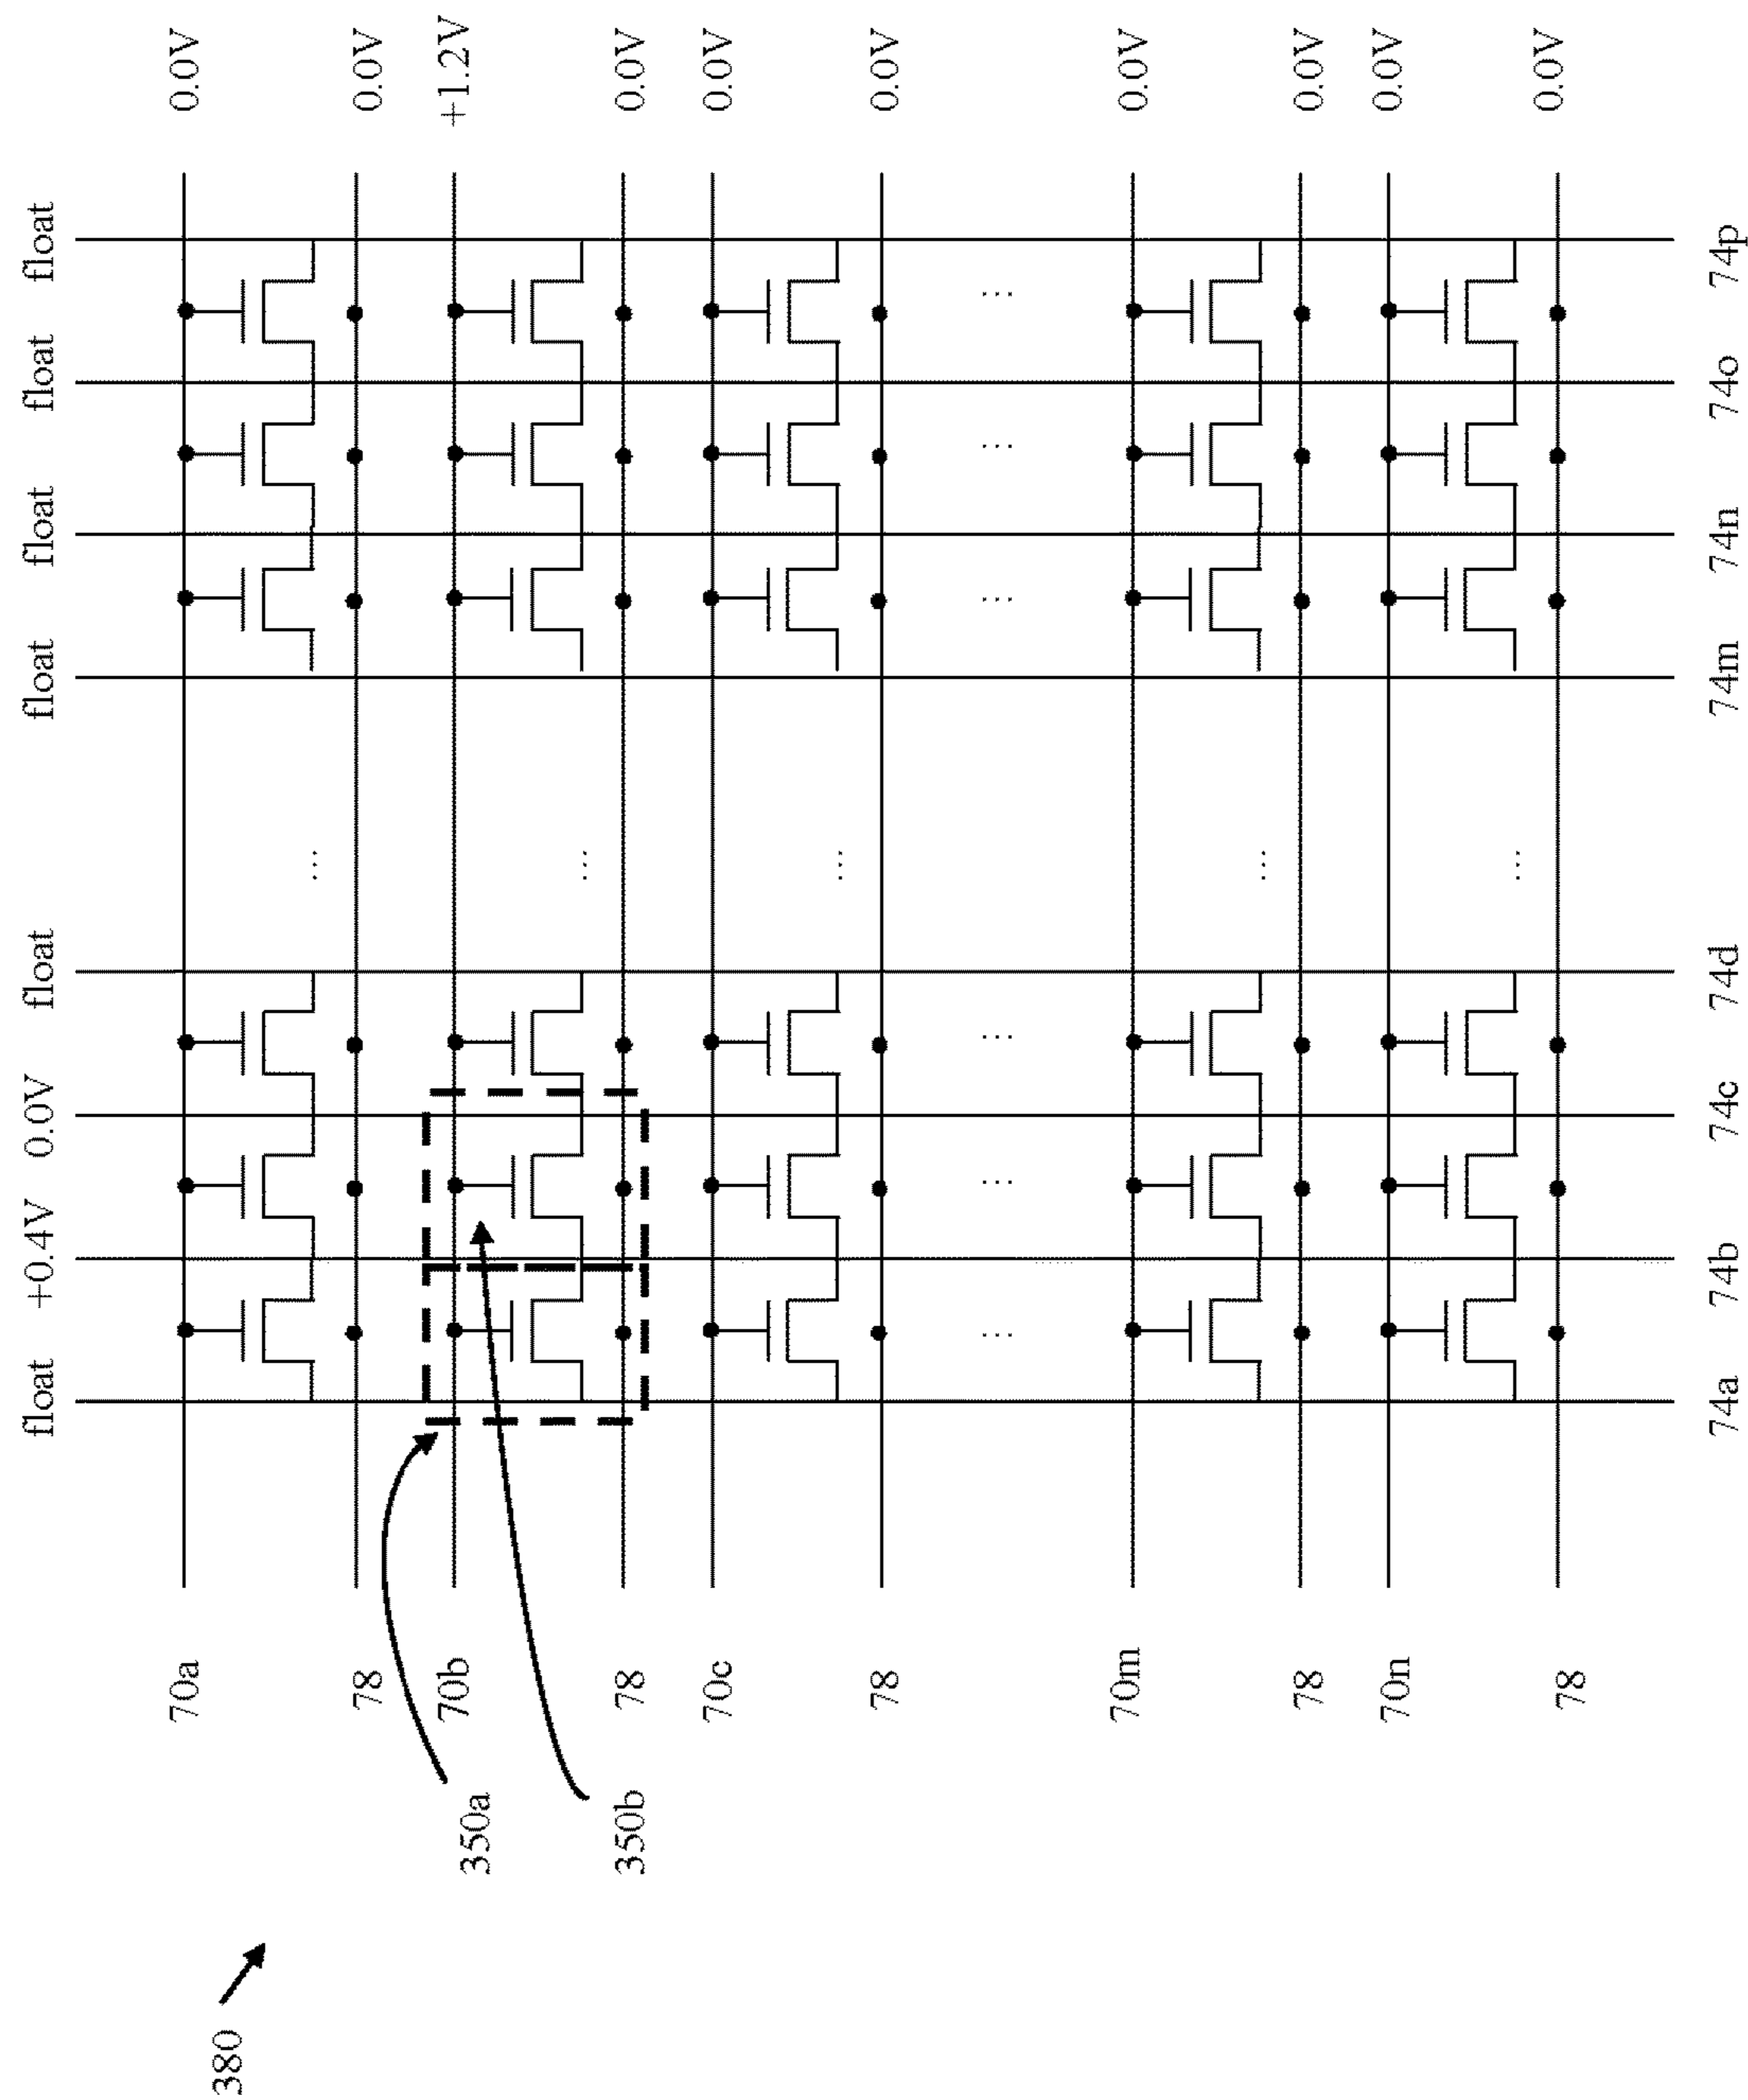 float +0.4V 0.0V float float float float float
380
70a 0.0V
78 0.0V
70b +1.2V
350a
350b
78 0.0V
70c 0.0V
78 0.0V
70m 0.0V
78 0.0V
70n 0.0V
78 0.0V
74a 74b 74c 74d 74m 74n 74o 74p